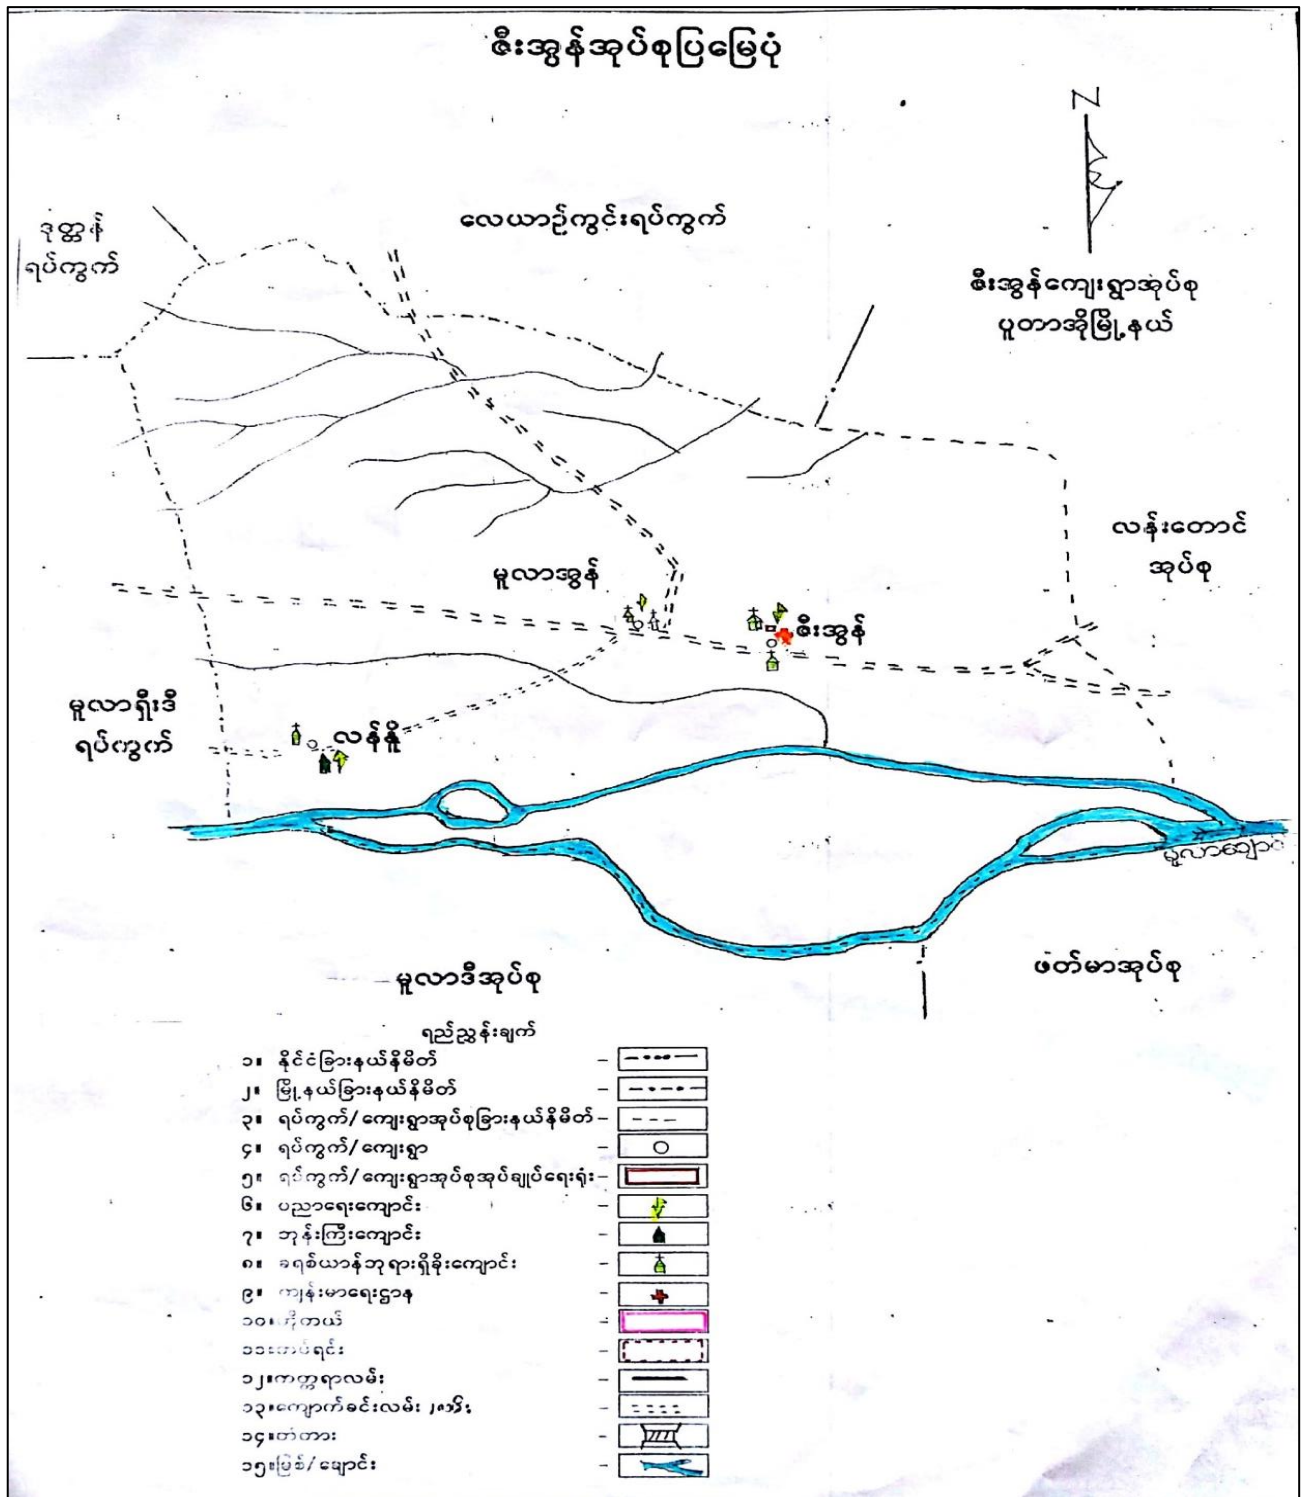 ဇီးအွန်အုပ်စုပြမြေပုံ
N
ဒုတ္တန်
ရပ်ကွက်
လေယာဉ်ကွင်းရပ်ကွက်
ဇီးအွန်ကျေးရွာအုပ်စု
ပူတာအိုမြို့နယ်
လန်းတောင်
အုပ်စု
မူလာအွန်
ဇီးအွန်
မူလာရှီးဒီ
ရပ်ကွက်
လန်နူို
မူလာချောင်
ဖတ်မာအုပ်စု
မူလာဒီအုပ်စု
ရည်ညွှန်းချက်
၁။ နိုင်ငံခြားနယ်နိမိတ် -
၂။ မြို့နယ်ခြားနယ်နိမိတ် -
၃။ ရပ်ကွက်/ကျေးရွာအုပ်စုခြားနယ်နိမိတ် -
၄။ ရပ်ကွက်/ကျေးရွာ -
၅။ ရပ်ကွက်/ကျေးရွာအုပ်စုအုပ်ချုပ်ရေးရုံး -
၆။ ပညာရေးကျောင်း -
၇။ ဘုန်းကြီးကျောင်း -
၈။ ခရစ်ယာန်ဘုရားရှိခိုးကျောင်း -
၉။ ကျန်းမာရေးဌာန -
၁၀။ဟိုတယ် -
၁၁။တပ်ရင်း -
၁၂။ကတ္တရာလမ်း -
၁၃။ကျောက်ခင်းလမ်း -
၁၄။တံတား -
၁၅။မြစ်/ချောင်း -